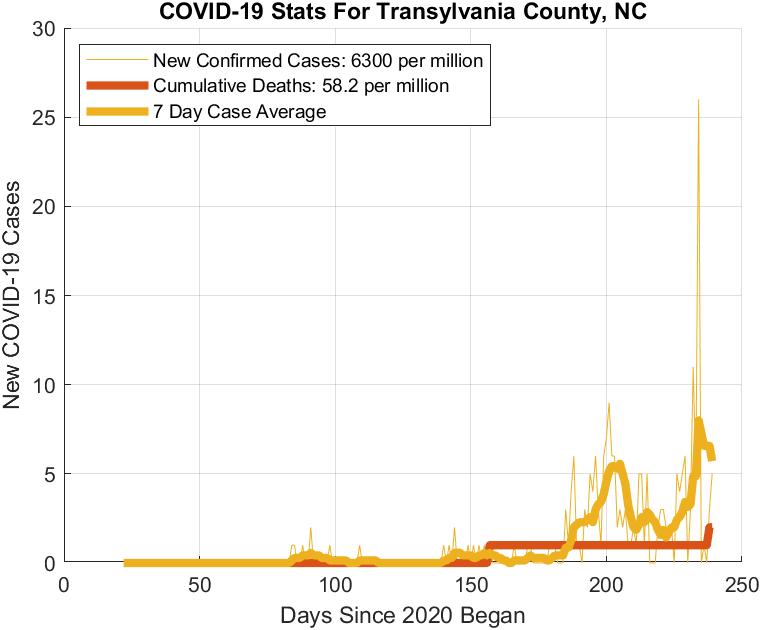 COVID-19 Stats For Transylvania County, NC
30
New Confirmed Cases: 6300 per million
Cumulative Deaths: 58.2 per million
7 Day Case Average
25
20
15
10
5
0
New COVID-19 Cases
0 50 100 150 200 250
Days Since 2020 Began